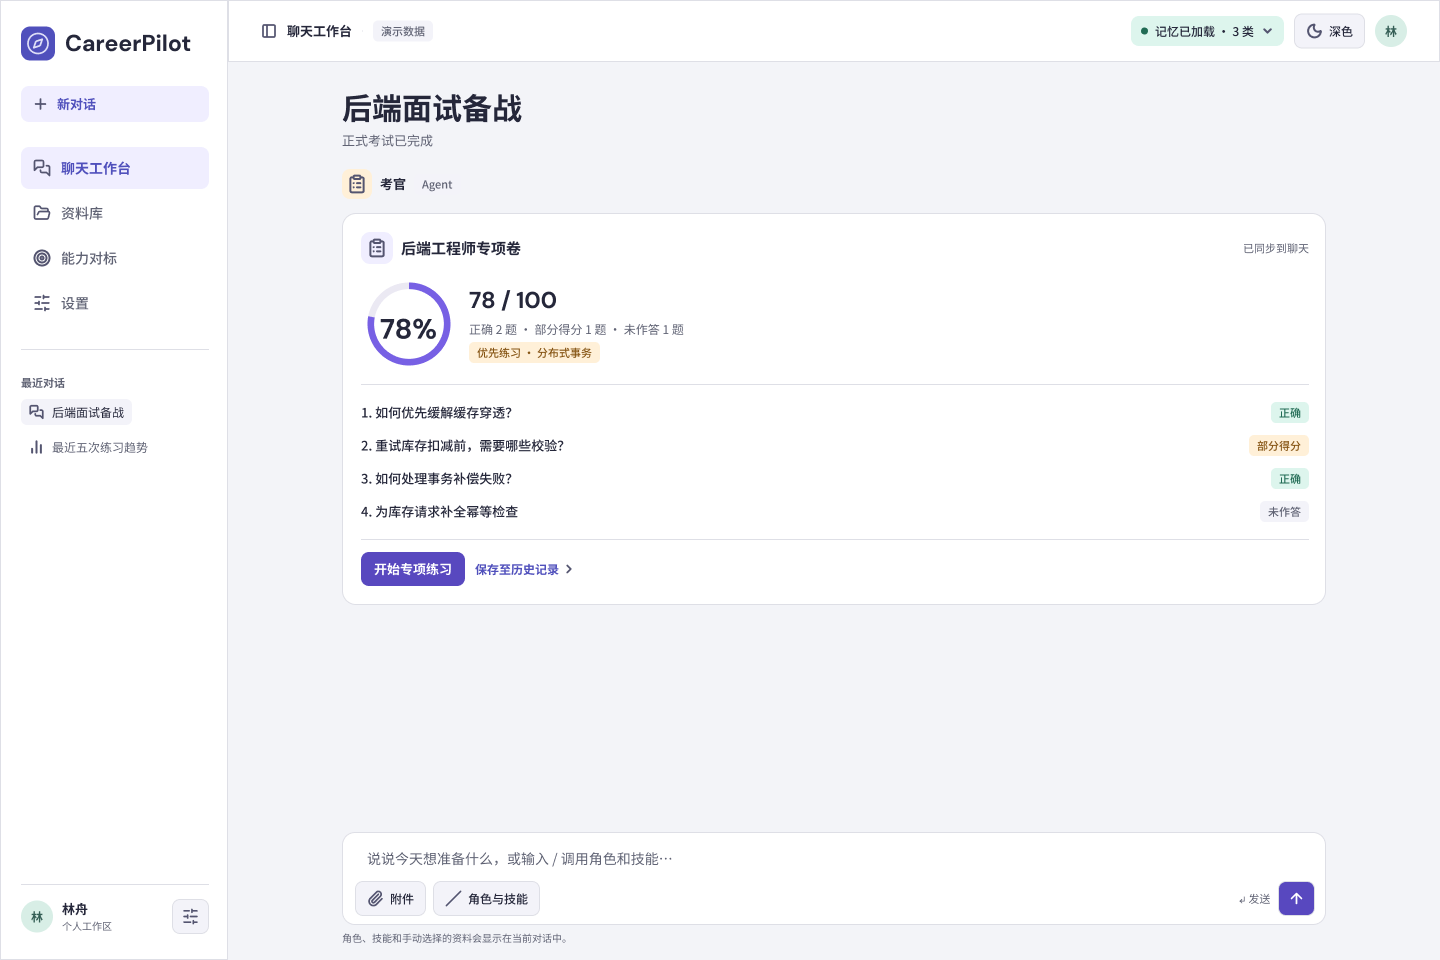 CareerPilot
新对话
聊天工作台
资料库
能力对标
设置
最近对话
后端面试备战
最近五次练习趋势
林
林舟
个人工作区
聊天工作台
演示数据
记忆已加载 · 3 类
深色
林
后端面试备战
正式考试已完成
考官
Agent
后端工程师专项卷
已同步到聊天
78%
78 / 100
正确 2 题 · 部分得分 1 题 · 未作答 1 题
优先练习 · 分布式事务
1. 如何优先缓解缓存穿透？
正确
2. 重试库存扣减前，需要哪些校验？
部分得分
3. 如何处理事务补偿失败？
正确
4. 为库存请求补全幂等检查
未作答
开始专项练习
保存至历史记录
说说今天想准备什么，或输入 / 调用角色和技能…
附件
角色与技能
↲ 发送
角色、技能和手动选择的资料会显示在当前对话中。